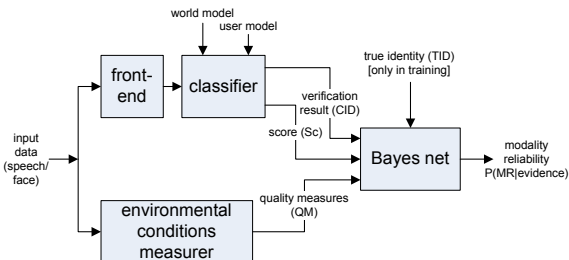 world model
user model
true identity (TID)
[only in training]
front-
end
classifier
verification
result (CID)
score (Sc)
input
data
(speech/
face)
Bayes net
modality
reliability
P(MR|evidence)
quality measures
(QM)
environmental
conditions
measurer